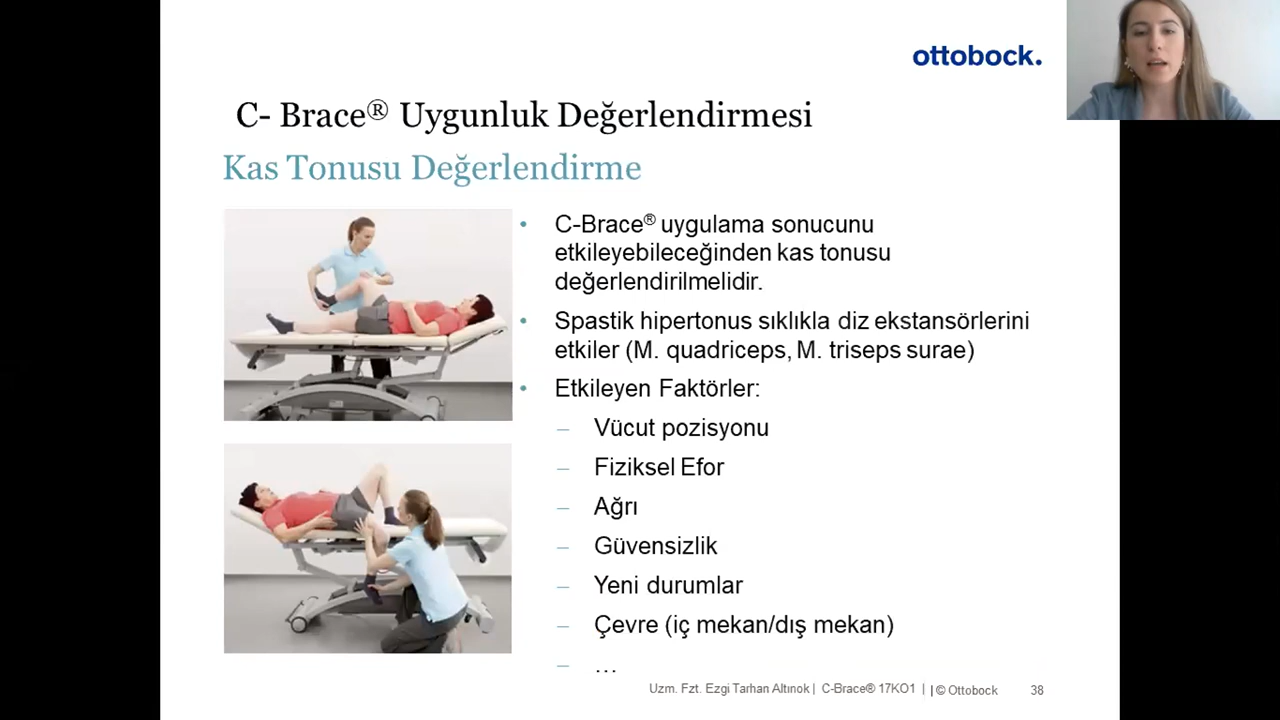 ottobock.
C- Brace® Uygunluk Değerlendirmesi
Kas Tonusu Değerlendirme
• C-Brace® uygulama sonucunu
etkileyebileceğinden kas tonusu
değerlendirilmelidir.
• Spastik hipertonus sıklıkla diz ekstansörlerini
etkiler (M. quadriceps, M. triseps surae)
• Etkileyen Faktörler:
– Vücut pozisyonu
– Fiziksel Efor
– Ağrı
– Güvensizlik
– Yeni durumlar
– Çevre (iç mekan/dış mekan)
– …
Uzm. Fzt. Ezgi Tarhan Altınok | C-Brace® 17KO1 | | © Ottobock 38